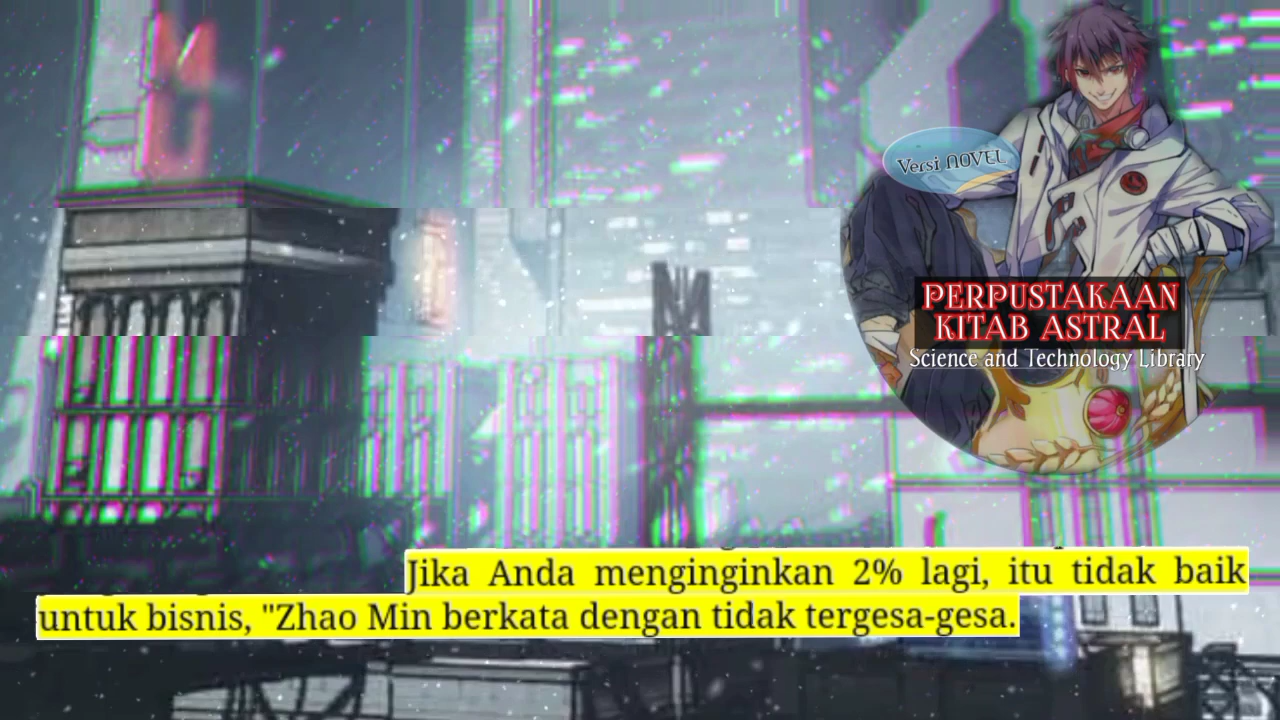 Versi NOVEL
PERPUSTAKAAN
KITAB ASTRAL
Science and Technology Library
Jika Anda menginginkan 2% lagi, itu tidak baik
untuk bisnis, "Zhao Min berkata dengan tidak tergesa-gesa.